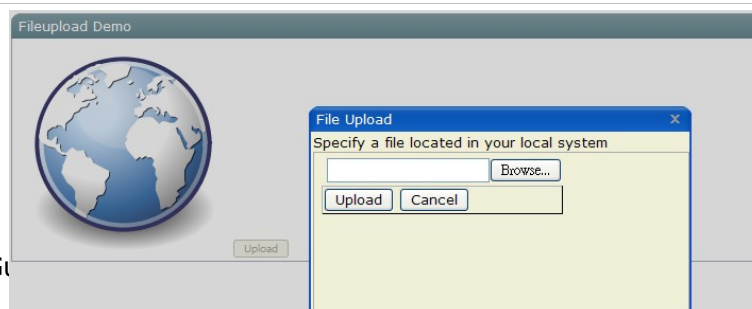 Fileupload Demo
File Upload
X
Specify a file located in your local system
Browse...
Upload Cancel
Upload